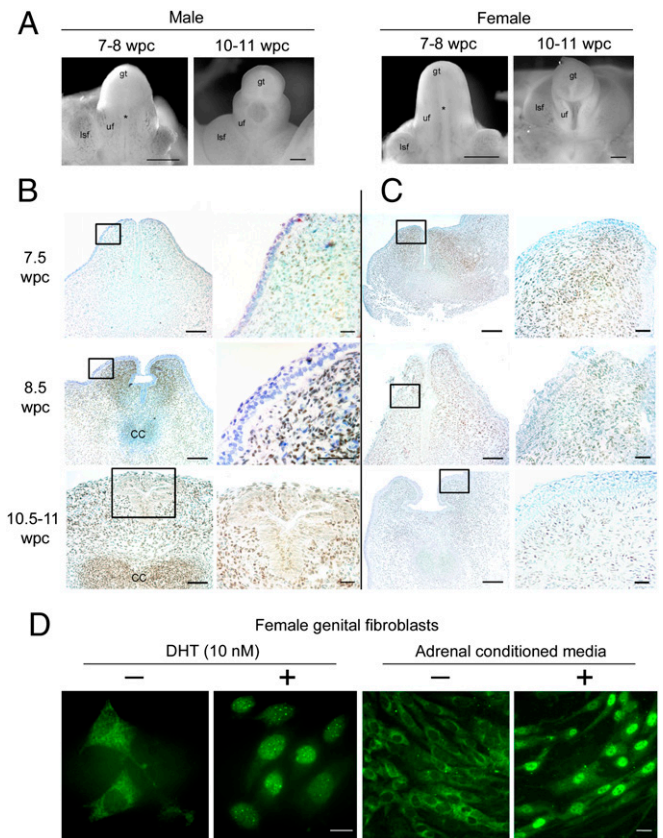 A
Male
Female
7-8 wpc
10-11 wpc
7-8 wpc
10-11 wpc
gt
gt
gt
gt
*
*
lsf
uf
lsf
uf
lsf
uf
lsf
uf
B
C
7.5
wpc
8.5
wpc
CC
10.5-11
wpc
CC
D
Female genital fibroblasts
DHT (10 nM)
Adrenal conditioned media
−
+
−
+